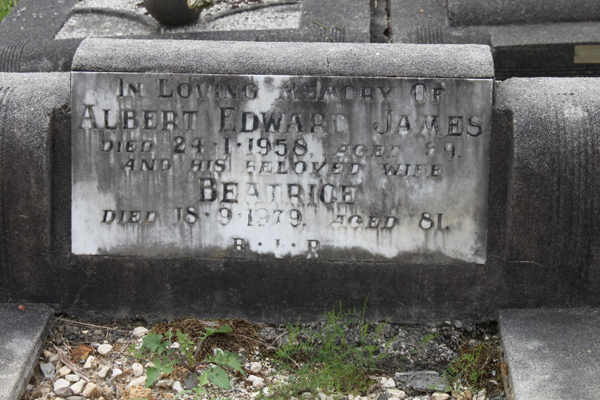 IN LOVING MEMORY OF
ALBERT EDWARD JAMES
DIED 24·1·1958. AGED
AND HIS BELOVED WIFE
BEATRICE
DIED 18·9·1979. AGED 81.
R·I·P